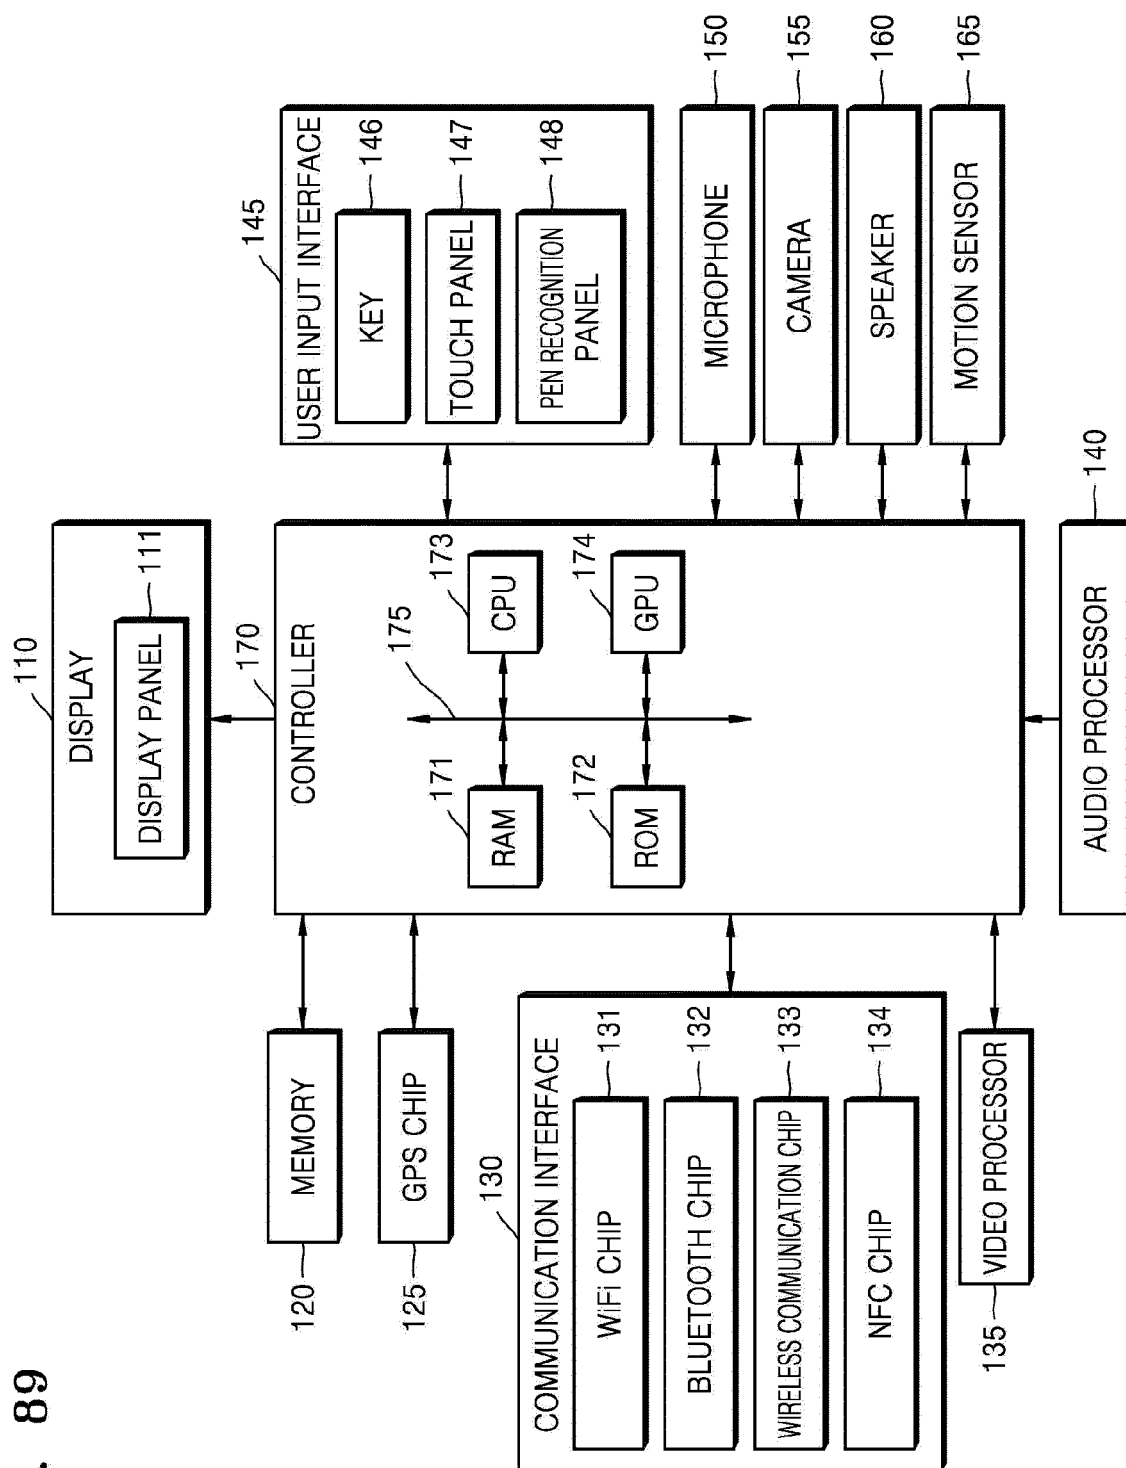 . 89
110
DISPLAY
DISPLAY PANEL
111
120
MEMORY
125
GPS CHIP
130
COMMUNICATION INTERFACE
WiFi CHIP
131
BLUETOOTH CHIP
132
WIRELESS COMMUNICATION CHIP
133
NFC CHIP
134
135
VIDEO PROCESSOR
170
CONTROLLER
175
171
RAM
173
CPU
172
ROM
174
GPU
145
USER INPUT INTERFACE
KEY
146
TOUCH PANEL
147
PEN RECOGNITION
PANEL
148
MICROPHONE
150
CAMERA
155
SPEAKER
160
MOTION SENSOR
165
AUDIO PROCESSOR
140